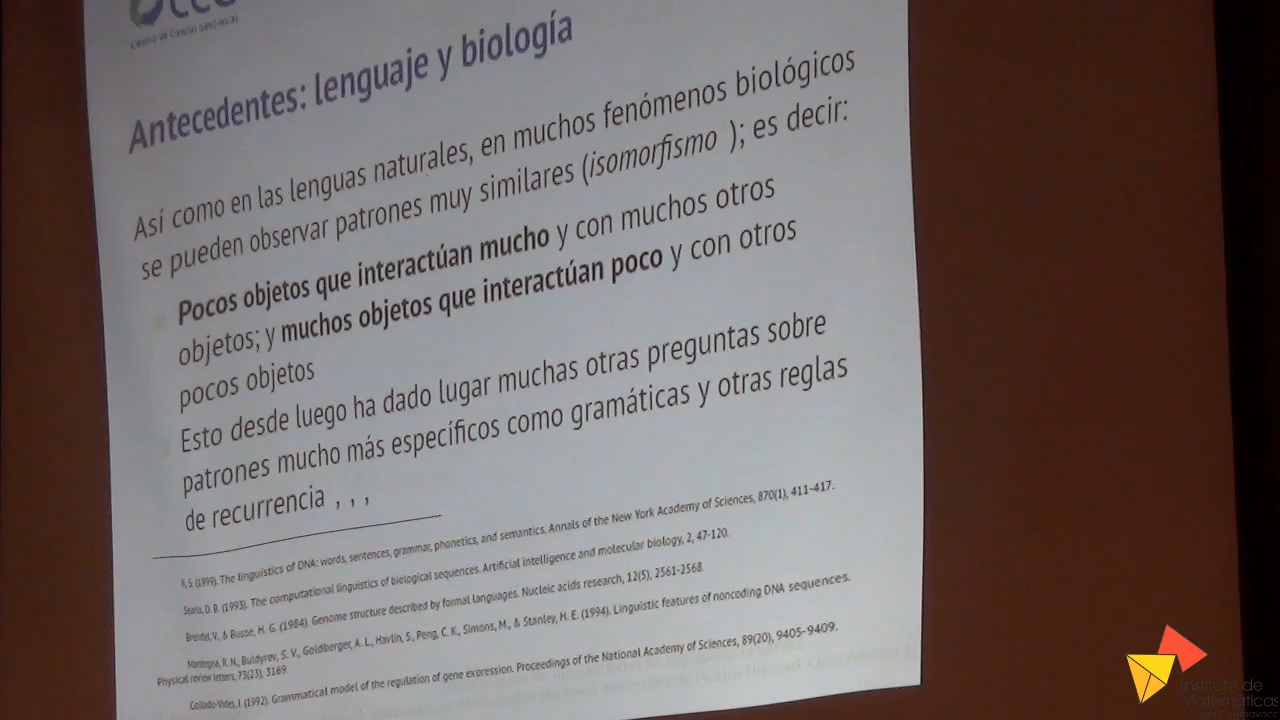 Centro de Ciencias Genómicas
Antecedentes: lenguaje y biología
Así como en las lenguas naturales, en muchos fenómenos biológicos
se pueden observar patrones muy similares (isomorfismo ); es decir:
Pocos objetos que interactúan mucho y con muchos otros
objetos; y muchos objetos que interactúan poco y con otros
pocos objetos
Esto desde luego ha dado lugar muchas otras preguntas sobre
patrones mucho más específicos como gramáticas y otras reglas
de recurrencia , , ,
S. (1999). The linguistics of DNA: words, sentences, grammar, phonetics, and semantics. Annals of the New York Academy of Sciences, 870(1), 411-417.
Searls, D. B. (1993). The computational linguistics of biological sequences. Artificial intelligence and molecular biology, 2, 47-120.
Brendel, V., & Busse, H. G. (1984). Genome structure described by formal languages. Nucleic acids research, 12(5), 2561-2568.
Mantegna, R. N., Buldyrev, S. V., Goldberger, A. L., Havlin, S., Peng, C. K., Simons, M., & Stanley, H. E. (1994). Linguistic features of noncoding DNA sequences.
Physical review letters, 73(23), 3169.
Collado-Vides, J. (1992). Grammatical model of the regulation of gene expression. Proceedings of the National Academy of Sciences, 89(20), 9405-9409.
Instituto de
Matemáticas